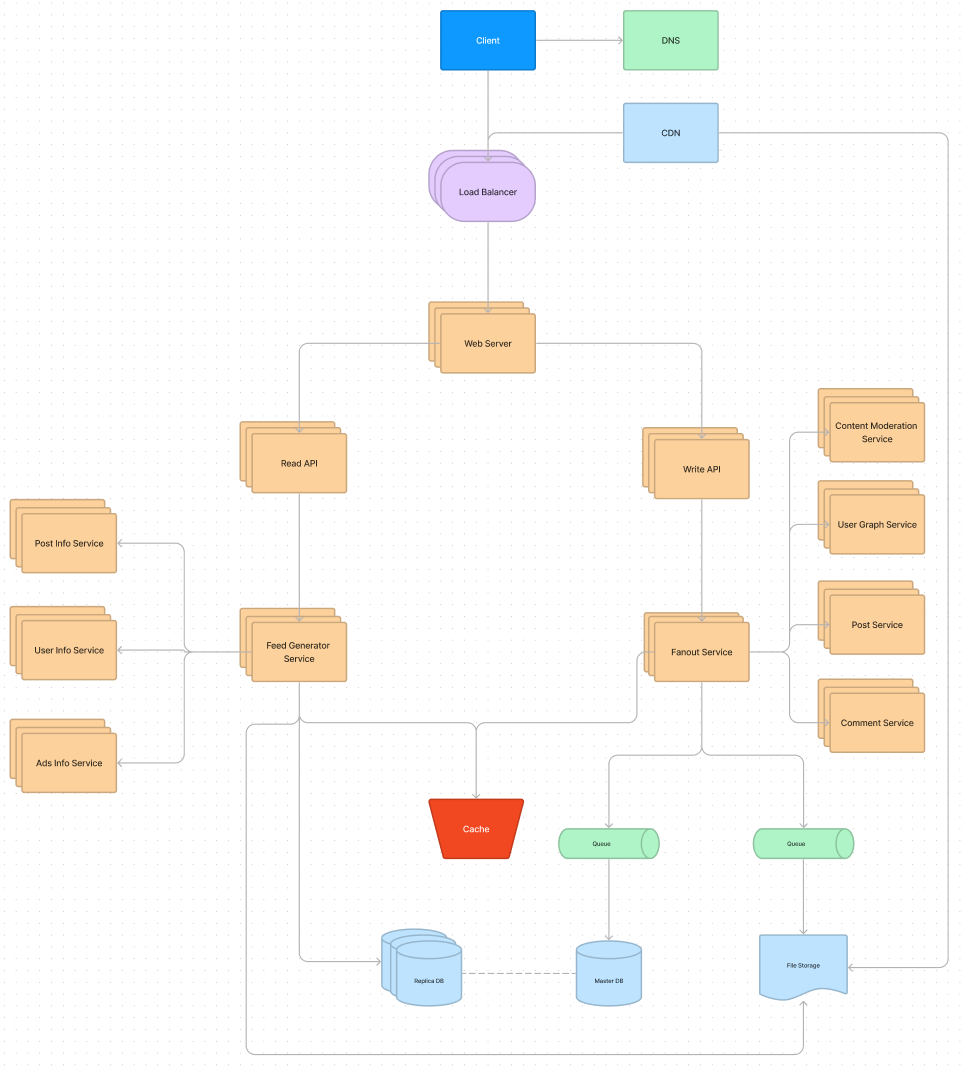 Client
DNS
CDN
Load Balancer
Web Server
Content Moderation
Service
Read API
Write API
User Graph Service
Post Info Service
Post Service
User Info Service
Feed Generator
Service
Fanout Service
Comment Service
Ads Info Service
Cache
Queue
Queue
File Storage
Replica DB
Master DB